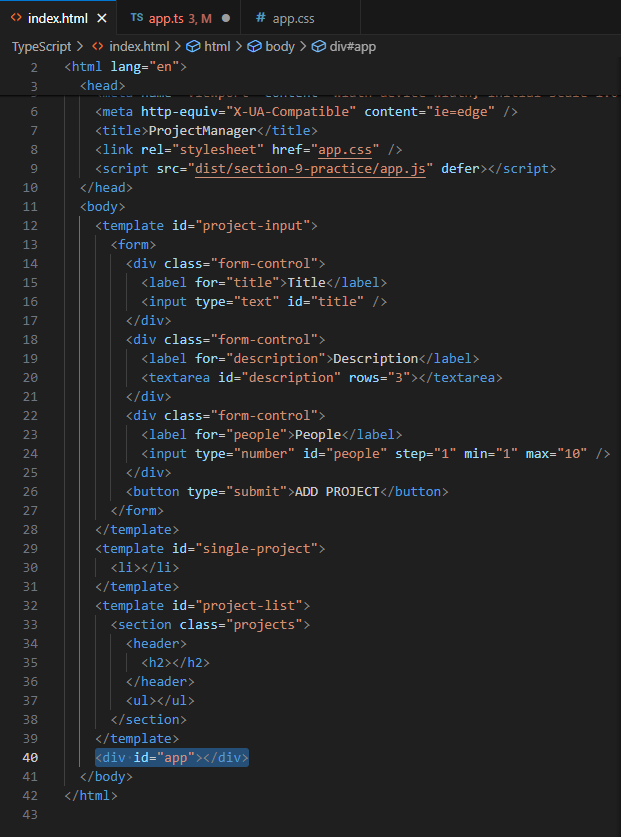 <> index.html × TS app.ts 3, M ● # app.css
TypeScript > <> index.html > html > body > div#app
2 <html lang="en">
3 <head>
6 <meta http-equiv="X-UA-Compatible" content="ie=edge" />
7 <title>ProjectManager</title>
8 <link rel="stylesheet" href="app.css" />
9 <script src="dist/section-9-practice/app.js" defer></script>
10 </head>
11 <body>
12 <template id="project-input">
13 <form>
14 <div class="form-control">
15 <label for="title">Title</label>
16 <input type="text" id="title" />
17 </div>
18 <div class="form-control">
19 <label for="description">Description</label>
20 <textarea id="description" rows="3"></textarea>
21 </div>
22 <div class="form-control">
23 <label for="people">People</label>
24 <input type="number" id="people" step="1" min="1" max="10" />
25 </div>
26 <button type="submit">ADD PROJECT</button>
27 </form>
28 </template>
29 <template id="single-project">
30 <li></li>
31 </template>
32 <template id="project-list">
33 <section class="projects">
34 <header>
35 <h2></h2>
36 </header>
37 <ul></ul>
38 </section>
39 </template>
40 <div id="app"></div>
41 </body>
42 </html>
43